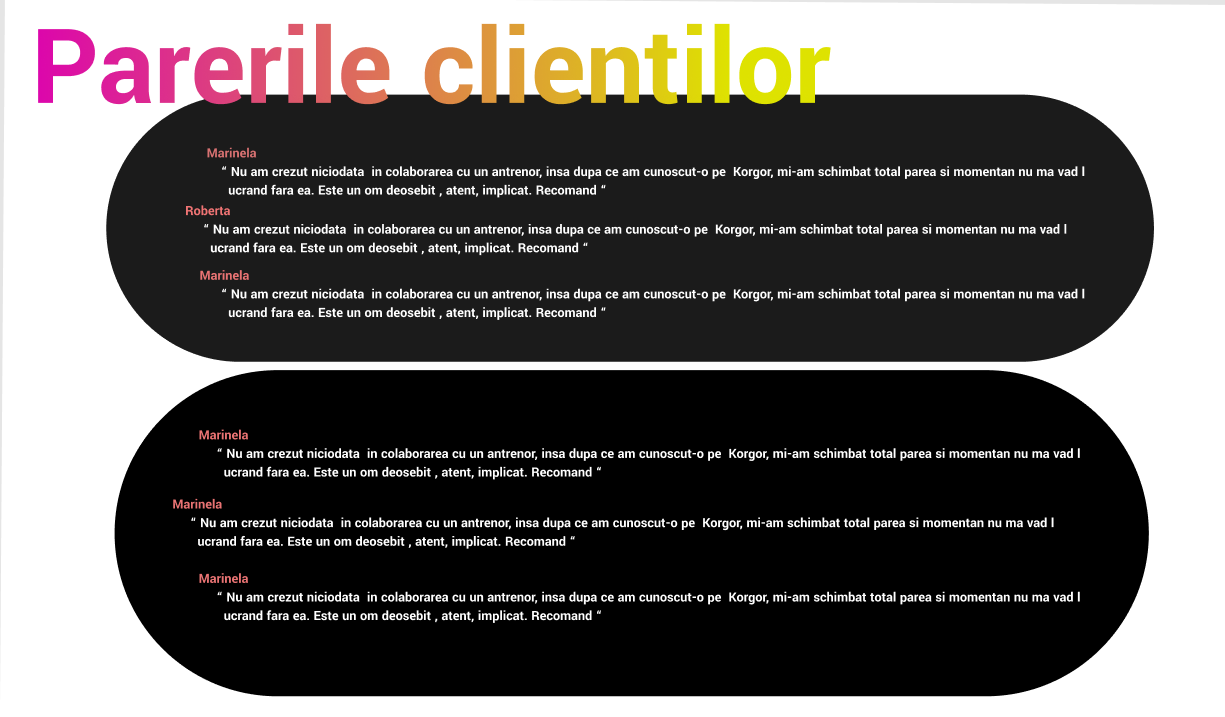 Parerile clientilor
Marinela
“ Nu am crezut niciodata  in colaborarea cu un antrenor, insa dupa ce am cunoscut-o pe  Korgor, mi-am schimbat total parea si momentan nu ma vad l
ucrand fara ea. Este un om deosebit , atent, implicat. Recomand “
Roberta
“ Nu am crezut niciodata  in colaborarea cu un antrenor, insa dupa ce am cunoscut-o pe  Korgor, mi-am schimbat total parea si momentan nu ma vad l
ucrand fara ea. Este un om deosebit , atent, implicat. Recomand “
Marinela
“ Nu am crezut niciodata  in colaborarea cu un antrenor, insa dupa ce am cunoscut-o pe  Korgor, mi-am schimbat total parea si momentan nu ma vad l
ucrand fara ea. Este un om deosebit , atent, implicat. Recomand “
Marinela
“ Nu am crezut niciodata  in colaborarea cu un antrenor, insa dupa ce am cunoscut-o pe  Korgor, mi-am schimbat total parea si momentan nu ma vad l
ucrand fara ea. Este un om deosebit , atent, implicat. Recomand “
Marinela
“ Nu am crezut niciodata  in colaborarea cu un antrenor, insa dupa ce am cunoscut-o pe  Korgor, mi-am schimbat total parea si momentan nu ma vad l
ucrand fara ea. Este un om deosebit , atent, implicat. Recomand “
Marinela
“ Nu am crezut niciodata  in colaborarea cu un antrenor, insa dupa ce am cunoscut-o pe  Korgor, mi-am schimbat total parea si momentan nu ma vad l
ucrand fara ea. Este un om deosebit , atent, implicat. Recomand “